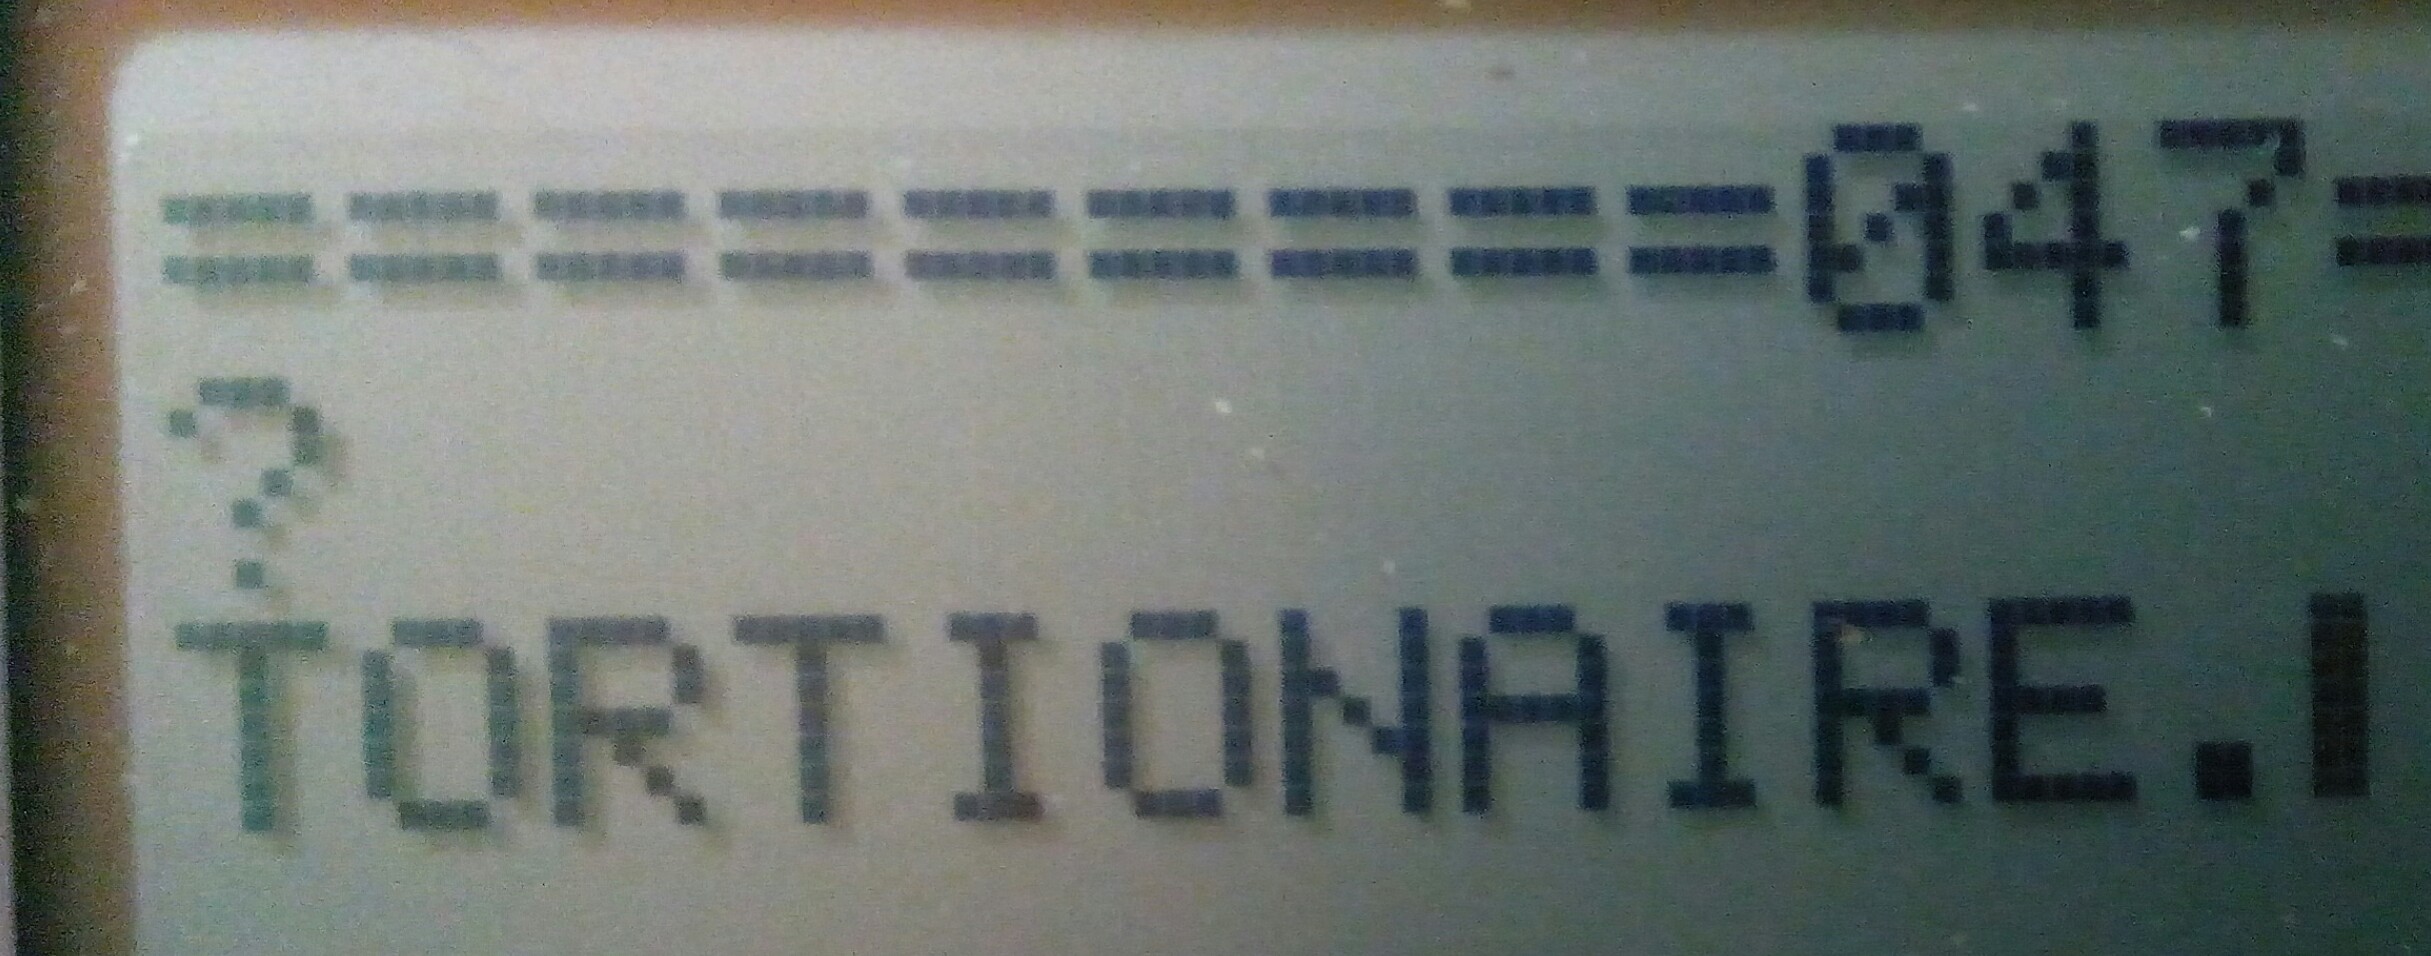 =========047=
?
TORTIONAIRE.I